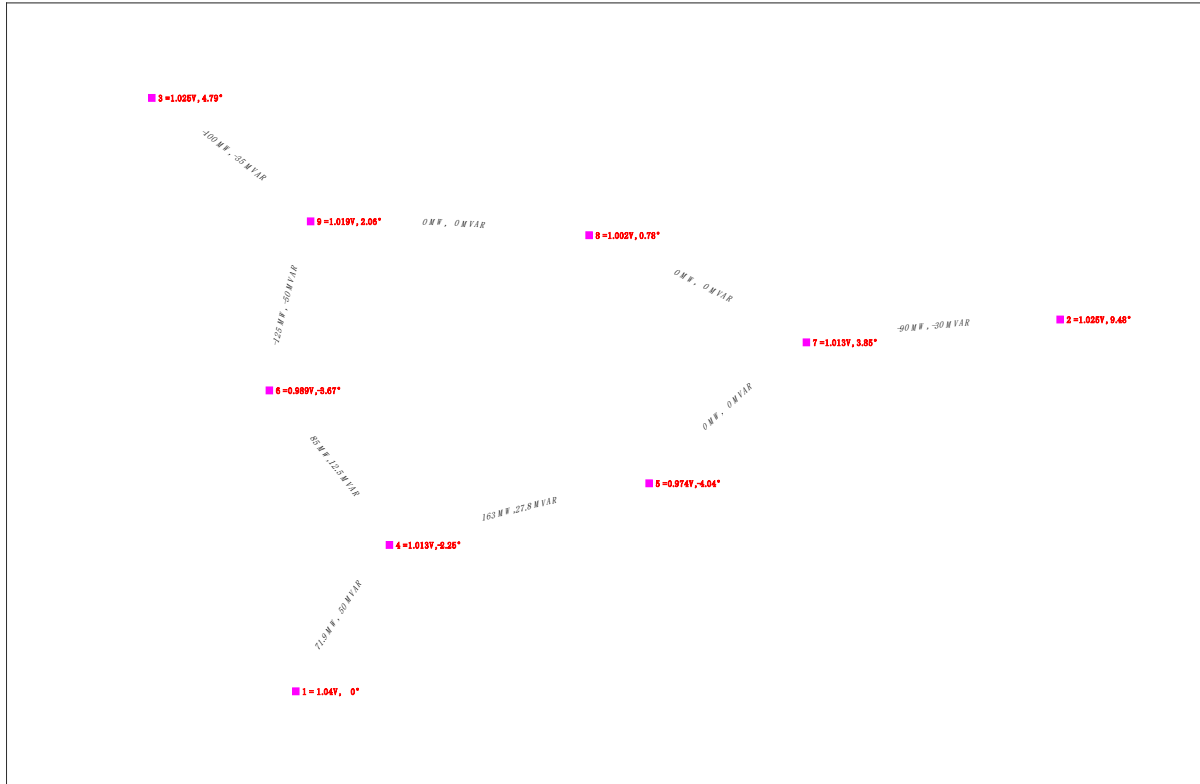 3 =1.025V, 4.79°
-100 MW, -35 MVAR
9 =1.019V, 2.06°
0 MW, 0 MVAR
8 =1.002V, 0.78°
0 MW, 0 MVAR
-125 MW, -50 MVAR
2 =1.025V, 9.48°
-90 MW, -30 MVAR
7 =1.013V, 3.85°
6 =0.989V,-3.67°
0 MW, 0 MVAR
85 MW,12.5 MVAR
5 =0.974V,-4.04°
163 MW,27.8 MVAR
4 =1.013V,-2.25°
71.9 MW, 50 MVAR
1 = 1.04V, 0°